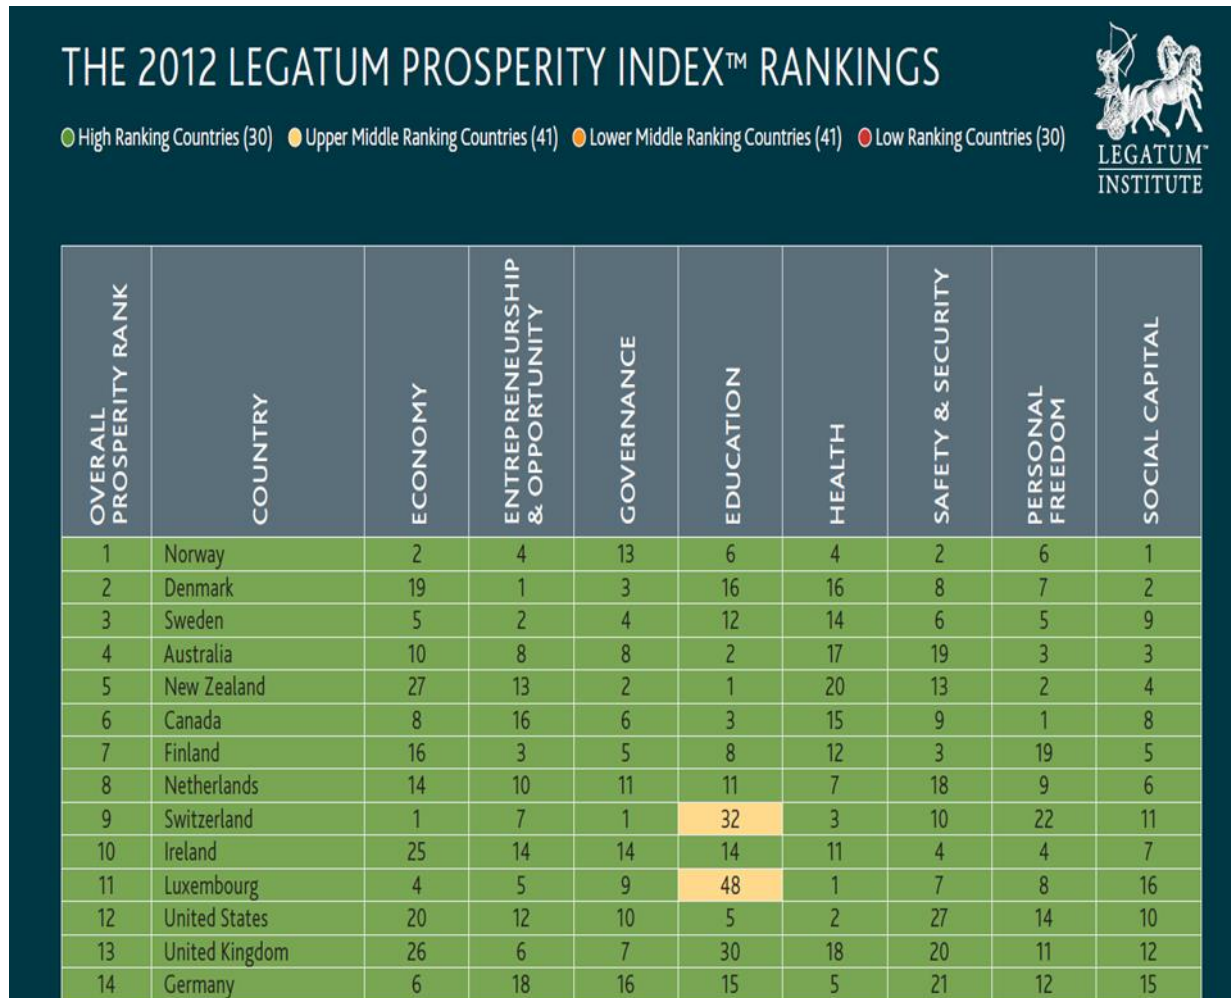 THE 2012 LEGATUM PROSPERITY INDEX™ RANKINGS
High Ranking Countries (30) Upper Middle Ranking Countries (41) Lower Middle Ranking Countries (41) Low Ranking Countries (30)
LEGATUM™
INSTITUTE
OVERALL
PROSPERITY RANK
COUNTRY
ECONOMY
ENTREPRENEURSHIP
& OPPORTUNITY
GOVERNANCE
EDUCATION
HEALTH
SAFETY & SECURITY
PERSONAL
FREEDOM
SOCIAL CAPITAL
1 Norway 2 4 13 6 4 2 6 1
2 Denmark 19 1 3 16 16 8 7 2
3 Sweden 5 2 4 12 14 6 5 9
4 Australia 10 8 8 2 17 19 3 3
5 New Zealand 27 13 2 1 20 13 2 4
6 Canada 8 16 6 3 15 9 1 8
7 Finland 16 3 5 8 12 3 19 5
8 Netherlands 14 10 11 11 7 18 9 6
9 Switzerland 1 7 1 32 3 10 22 11
10 Ireland 25 14 14 14 11 4 4 7
11 Luxembourg 4 5 9 48 1 7 8 16
12 United States 20 12 10 5 2 27 14 10
13 United Kingdom 26 6 7 30 18 20 11 12
14 Germany 6 18 16 15 5 21 12 15